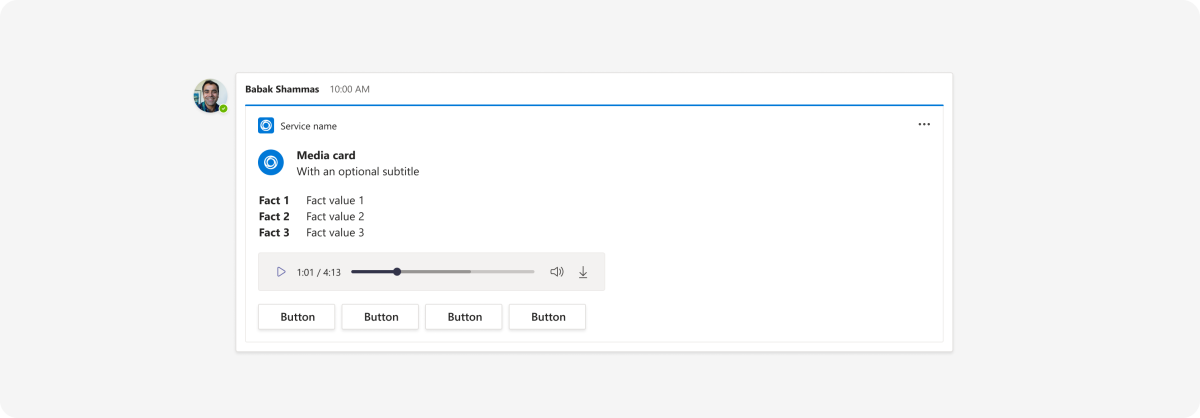 Babak Shammas 10:00 AM
Service name
Media card
With an optional subtitle
Fact 1 Fact value 1
Fact 2 Fact value 2
Fact 3 Fact value 3
1:01 / 4:13
Button Button Button Button